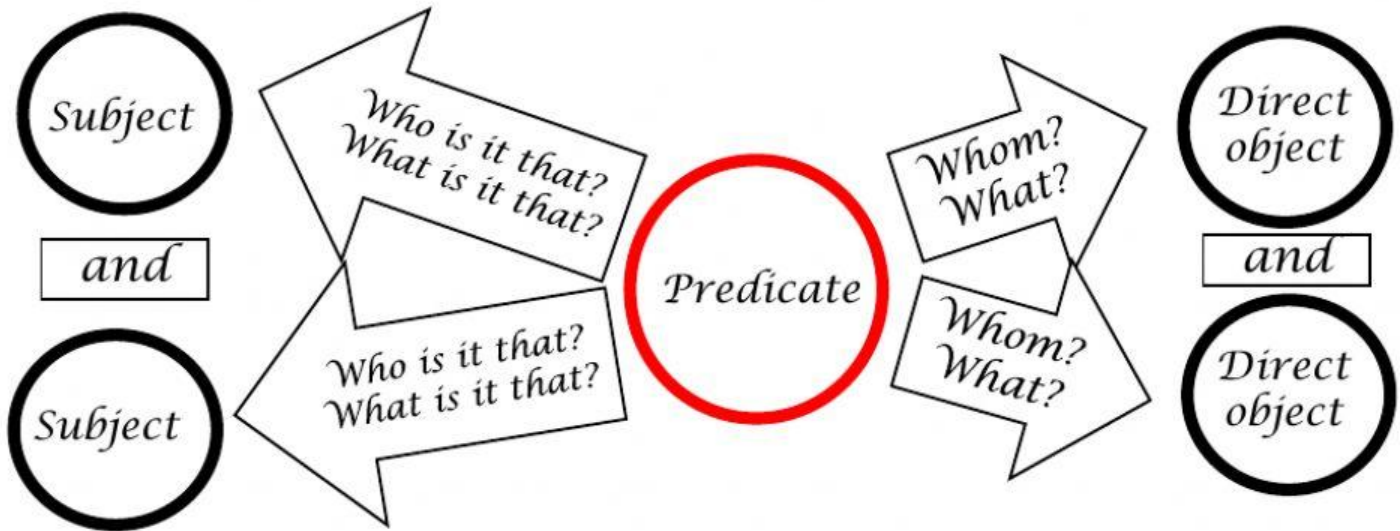 Subject
and
Subject
Who is it that?
What is it that?
Who is it that?
What is it that?
Predicate
Whom?
What?
Whom?
What?
Direct
object
and
Direct
object